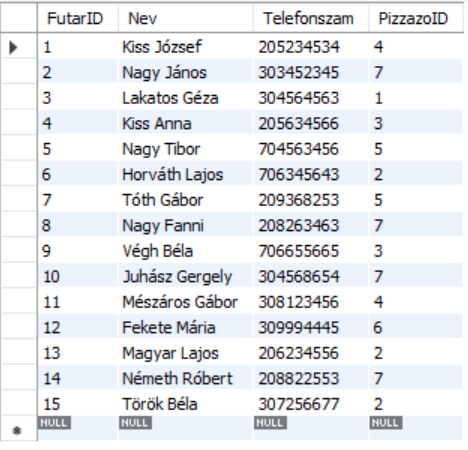 FutarID Nev Telefonszam PizzazoID
1 Kiss József 205234534 4
2 Nagy János 303452345 7
3 Lakatos Géza 304564563 1
4 Kiss Anna 205634566 3
5 Nagy Tibor 704563456 5
6 Horváth Lajos 706345643 2
7 Tóth Gábor 209368253 5
8 Nagy Fanni 208263463 7
9 Végh Béla 706655665 3
10 Juhász Gergely 304568654 7
11 Mészáros Gábor 308123456 4
12 Fekete Mária 309994445 6
13 Magyar Lajos 206234556 2
14 Németh Róbert 208822553 7
15 Török Béla 307256677 2
NULL NULL NULL NULL